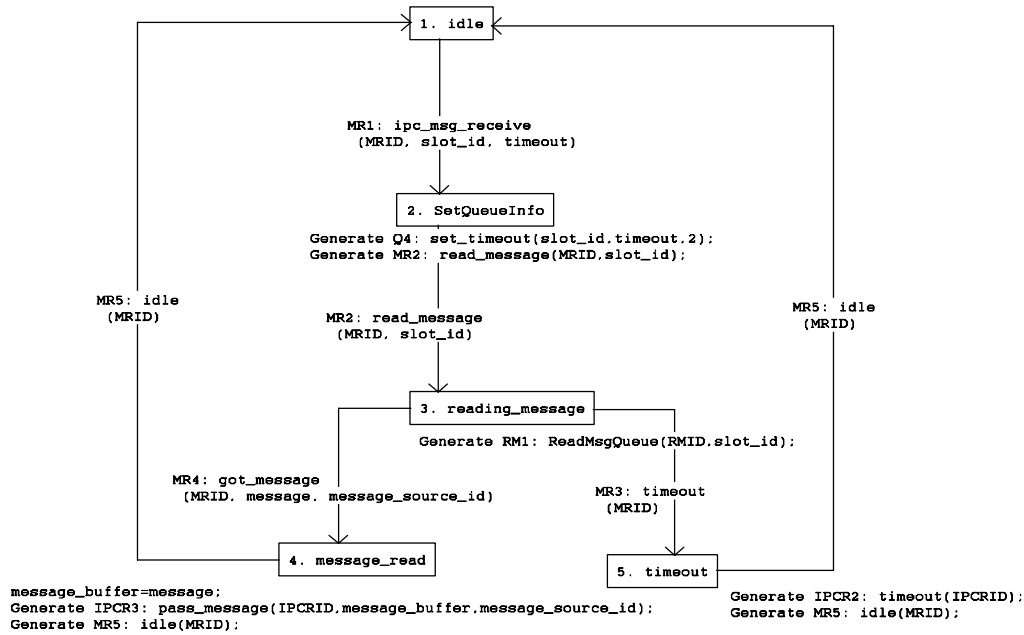 1. idle
MR1: ipc_msg_receive
(MRID, slot_id, timeout)
2. SetQueueInfo
Generate Q4: set_timeout(slot_id,timeout,2);
Generate MR2: read_message(MRID,slot_id);
MR5: idle
(MRID)
MR5: idle
(MRID)
MR2: read_message
(MRID, slot_id)
3. reading_message
Generate RM1: ReadMsgQueue(RMID,slot_id);
MR4: got_message
(MRID, message, message_source_id)
MR3: timeout
(MRID)
4. message_read
5. timeout
message_buffer=message;
Generate IPCR3: pass_message(IPCRID,message_buffer,message_source_id);
Generate MR5: idle(MRID);
Generate IPCR2: timeout(IPCRID);
Generate MR5: idle(MRID);